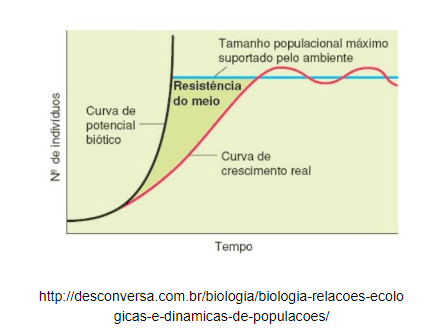 Tamanho populacional máximo
suportado pelo ambiente
Resistência
do meio
Curva de
potencial
biótico
Curva de
crescimento real
Nº de indivíduos
Tempo
http://desconversa.com.br/biologia/biologia-relacoes-ecolo
gicas-e-dinamicas-de-populacoes/